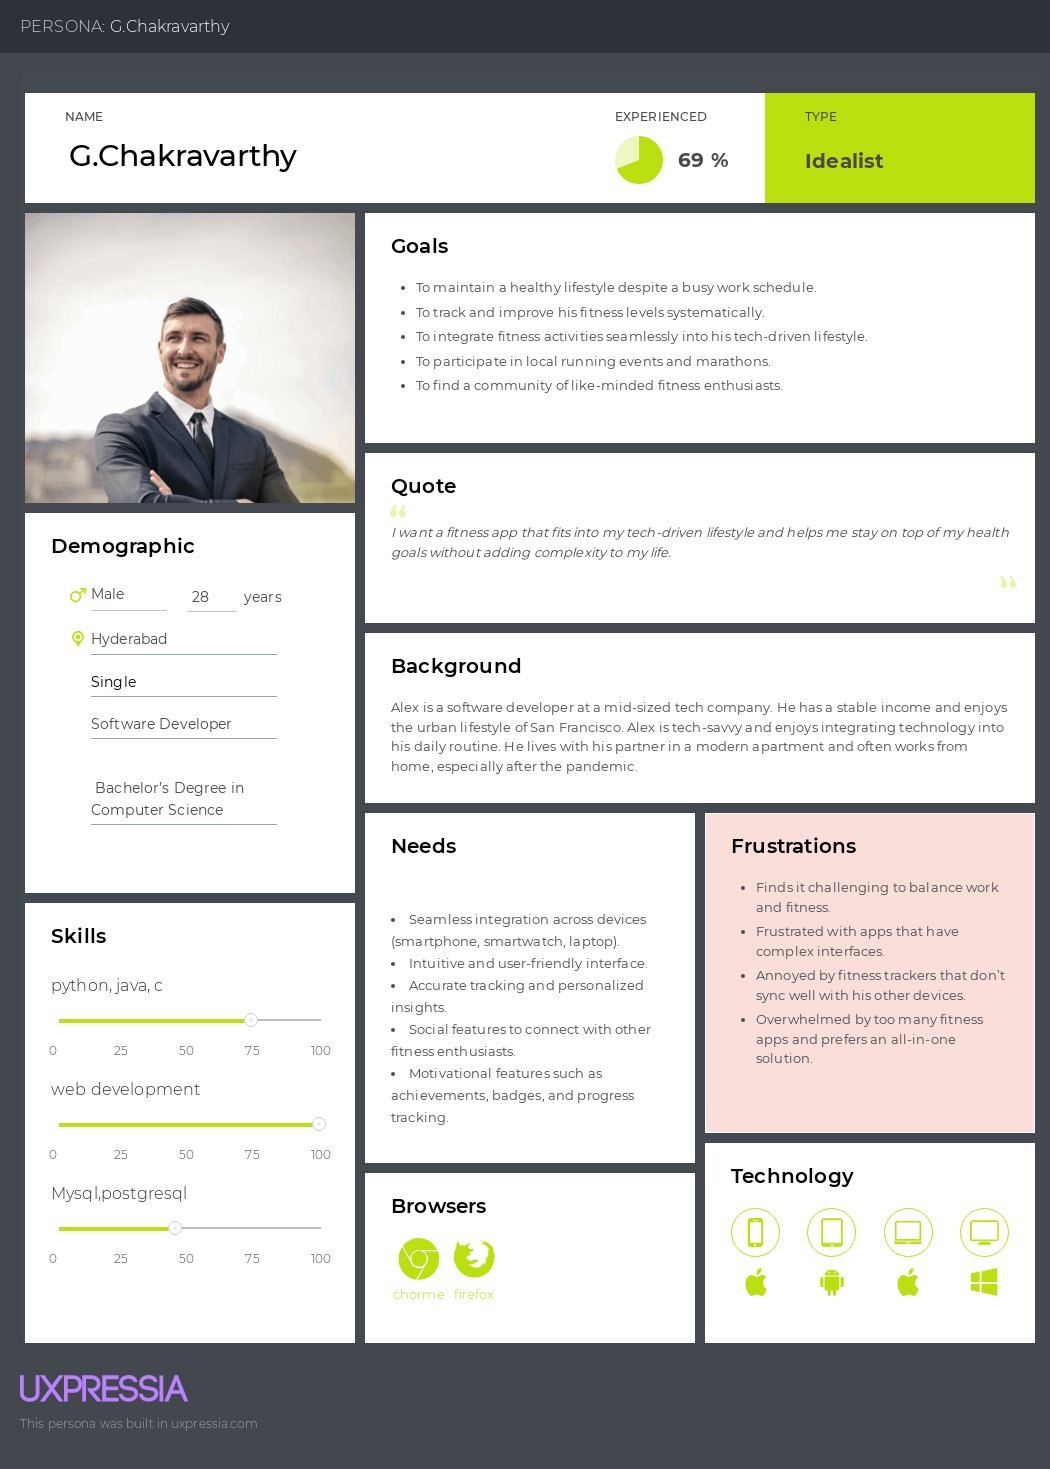 PERSONA: G.Chakravarthy
NAME
G.Chakravarthy
EXPERIENCED
69 %
TYPE
Idealist
Goals
• To maintain a healthy lifestyle despite a busy work schedule.
• To track and improve his fitness levels systematically.
• To integrate fitness activities seamlessly into his tech-driven lifestyle.
• To participate in local running events and marathons.
• To find a community of like-minded fitness enthusiasts.
Quote
“
I want a fitness app that fits into my tech-driven lifestyle and helps me stay on top of my health
goals without adding complexity to my life.
”
Demographic
Male
28 years
Hyderabad
Single
Software Developer
Bachelor’s Degree in
Computer Science
Background
Alex is a software developer at a mid-sized tech company. He has a stable income and enjoys
the urban lifestyle of San Francisco. Alex is tech-savvy and enjoys integrating technology into
his daily routine. He lives with his partner in a modern apartment and often works from
home, especially after the pandemic.
Skills
python, java, c
0 25 50 75 100
web development
0 25 50 75 100
Mysql,postgresql
0 25 50 75 100
Needs
• Seamless integration across devices
(smartphone, smartwatch, laptop).
• Intuitive and user-friendly interface.
• Accurate tracking and personalized
insights.
• Social features to connect with other
fitness enthusiasts.
• Motivational features such as
achievements, badges, and progress
tracking.
Frustrations
• Finds it challenging to balance work
and fitness.
• Frustrated with apps that have
complex interfaces.
• Annoyed by fitness trackers that don’t
sync well with his other devices.
• Overwhelmed by too many fitness
apps and prefers an all-in-one
solution.
Browsers
chorme firefox
Technology
UXPRESSIA
This persona was built in uxpressia.com